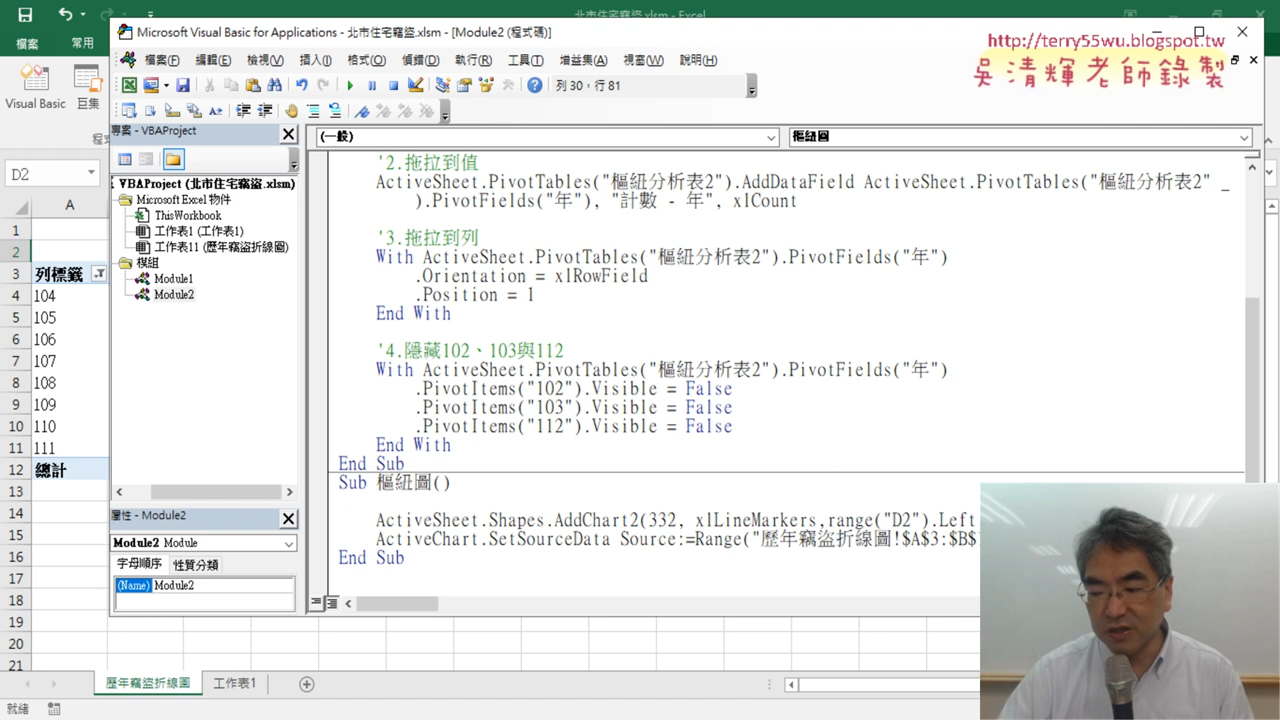 北市住宅竊盜.xlsm - Excel
檔案
常用
Visual Basic
巨集
D2
A
1
2
3
列標籤
4
104
5
105
6
106
7
107
8
108
9
109
10
110
11
111
12
總計
13
14
15
16
17
18
19
20
21
歷年竊盜折線圖
工作表1
就緒
Microsoft Visual Basic for Applications - 北市住宅竊盜.xlsm - [Module2 (程式碼)]
檔案(F) 編輯(E) 檢視(V) 插入(I) 格式(O) 偵錯(D) 執行(R) 工具(T) 增益集(A) 視窗(W) 說明(H)
列 30，行 81
http://terry55wu.blogspot.tw
吳清輝老師錄製
專案 - VBAProject
VBAProject (北市住宅竊盜.xlsm)
Microsoft Excel 物件
ThisWorkbook
工作表1 (工作表1)
工作表11 (歷年竊盜折線圖)
模組
Module1
Module2
屬性 - Module2
Module2 Module
字母順序
性質分類
(Name) Module2
(一般)
樞紐圖
'2.拖拉到值
ActiveSheet.PivotTables("樞紐分析表2").AddDataField ActiveSheet.PivotTables("樞紐分析表2" _
).PivotFields("年"), "計數 - 年", xlCount
'3.拖拉到列
With ActiveSheet.PivotTables("樞紐分析表2").PivotFields("年")
.Orientation = xlRowField
.Position = 1
End With
'4.隱藏102、103與112
With ActiveSheet.PivotTables("樞紐分析表2").PivotFields("年")
.PivotItems("102").Visible = False
.PivotItems("103").Visible = False
.PivotItems("112").Visible = False
End With
End Sub
Sub 樞紐圖()
ActiveSheet.Shapes.AddChart2(332, xlLineMarkers,range("D2").Left
ActiveChart.SetSourceData Source:=Range("歷年竊盜折線圖!$A$3:$B$
End Sub